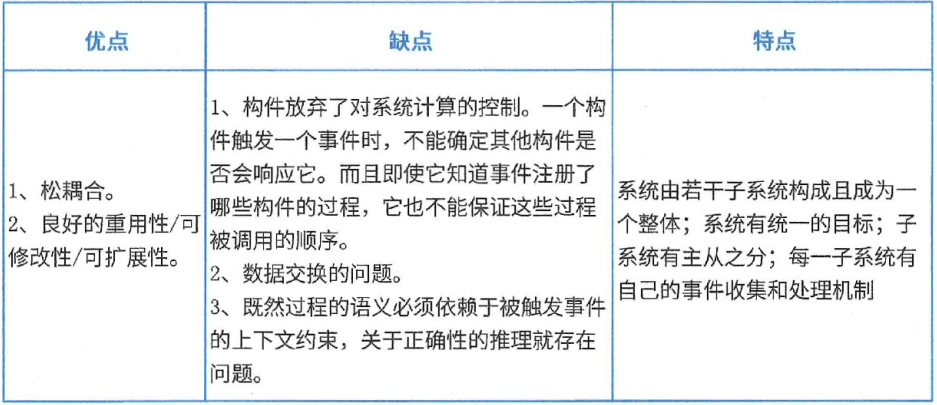 优点
缺点
特点
1、松耦合。
2、良好的重用性/可
修改性/可扩展性。
1、构件放弃了对系统计算的控制。一个构
件触发一个事件时，不能确定其他构件是
否会响应它。而且即使它知道事件注册了
哪些构件的过程，它也不能保证这些过程
被调用的顺序。
2、数据交换的问题。
3、既然过程的语义必须依赖于被触发事件
的上下文约束，关于正确性的推理就存在
问题。
系统由若干子系统构成且成为一
个整体；系统有统一的目标；子
系统有主从之分；每一子系统有
自己的事件收集和处理机制